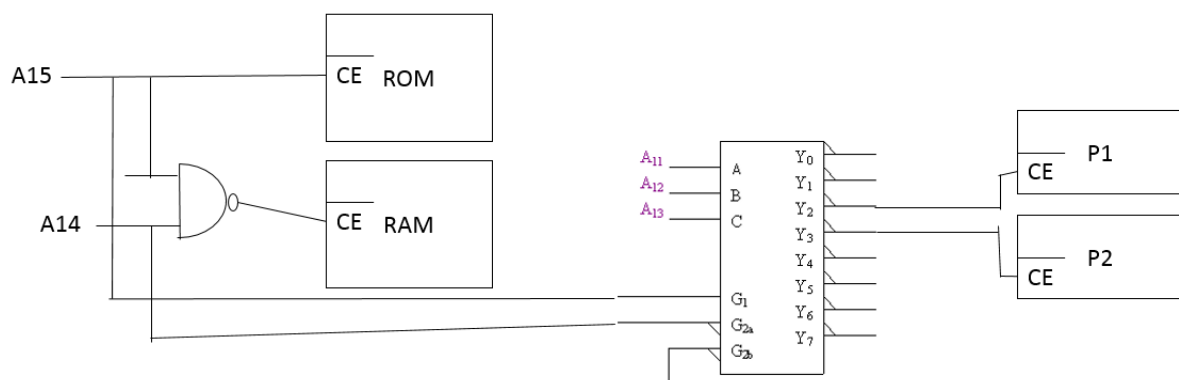 A15
CE ROM
A14
CE RAM
A11
A12
A13
A
B
C
G1
G2a
G2b
Y0
Y1
Y2
Y3
Y4
Y5
Y6
Y7
P1
CE
P2
CE